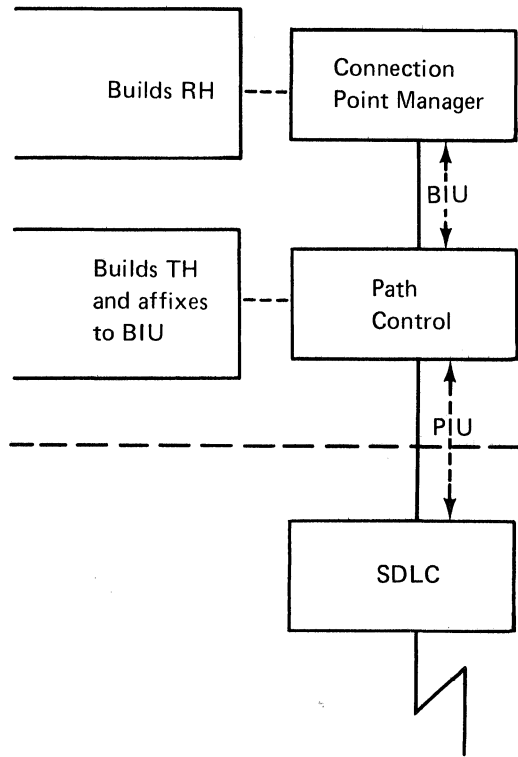 Builds RH
Connection
Point Manager
BIU
Builds TH
and affixes
to BIU
Path
Control
PIU
SDLC